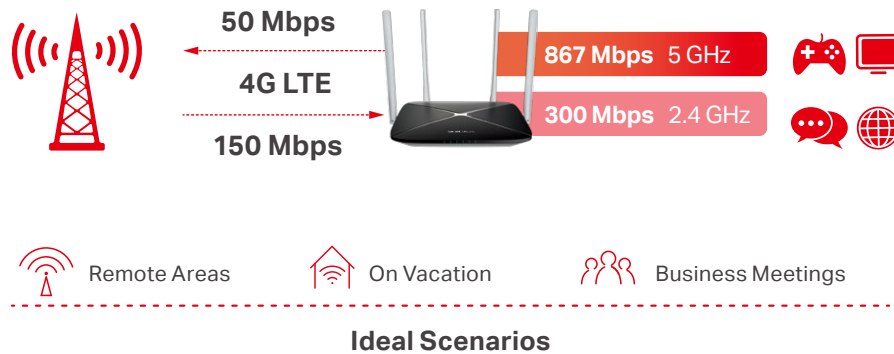 50 Mbps
4G LTE
150 Mbps
867 Mbps 5 GHz
300 Mbps 2.4 GHz
Remote Areas
On Vacation
Business Meetings
Ideal Scenarios